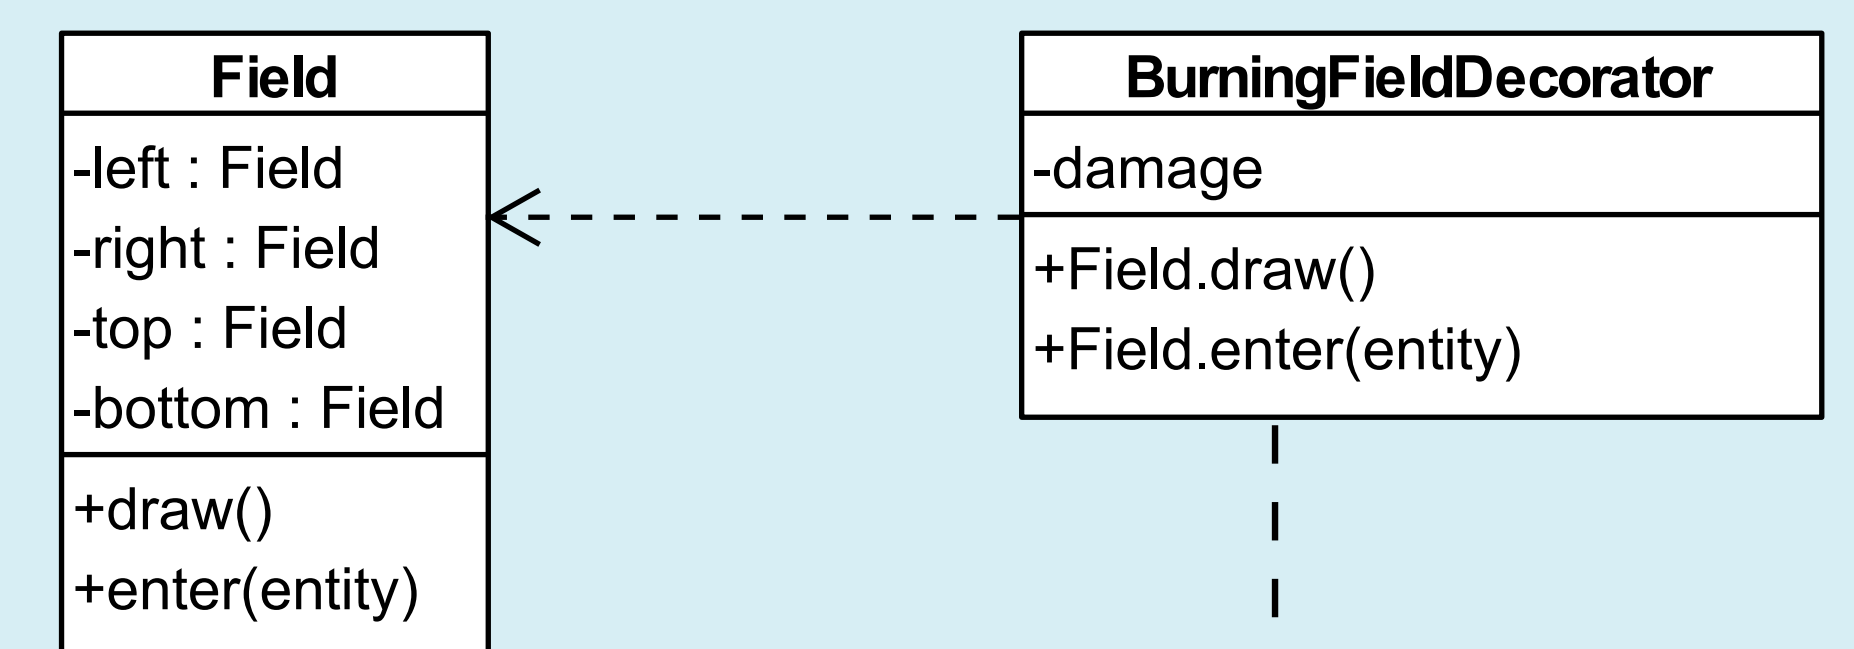 Field
-left : Field
-right : Field
-top : Field
-bottom : Field
+draw()
+enter(entity)
BurningFieldDecorator
-damage
+Field.draw()
+Field.enter(entity)